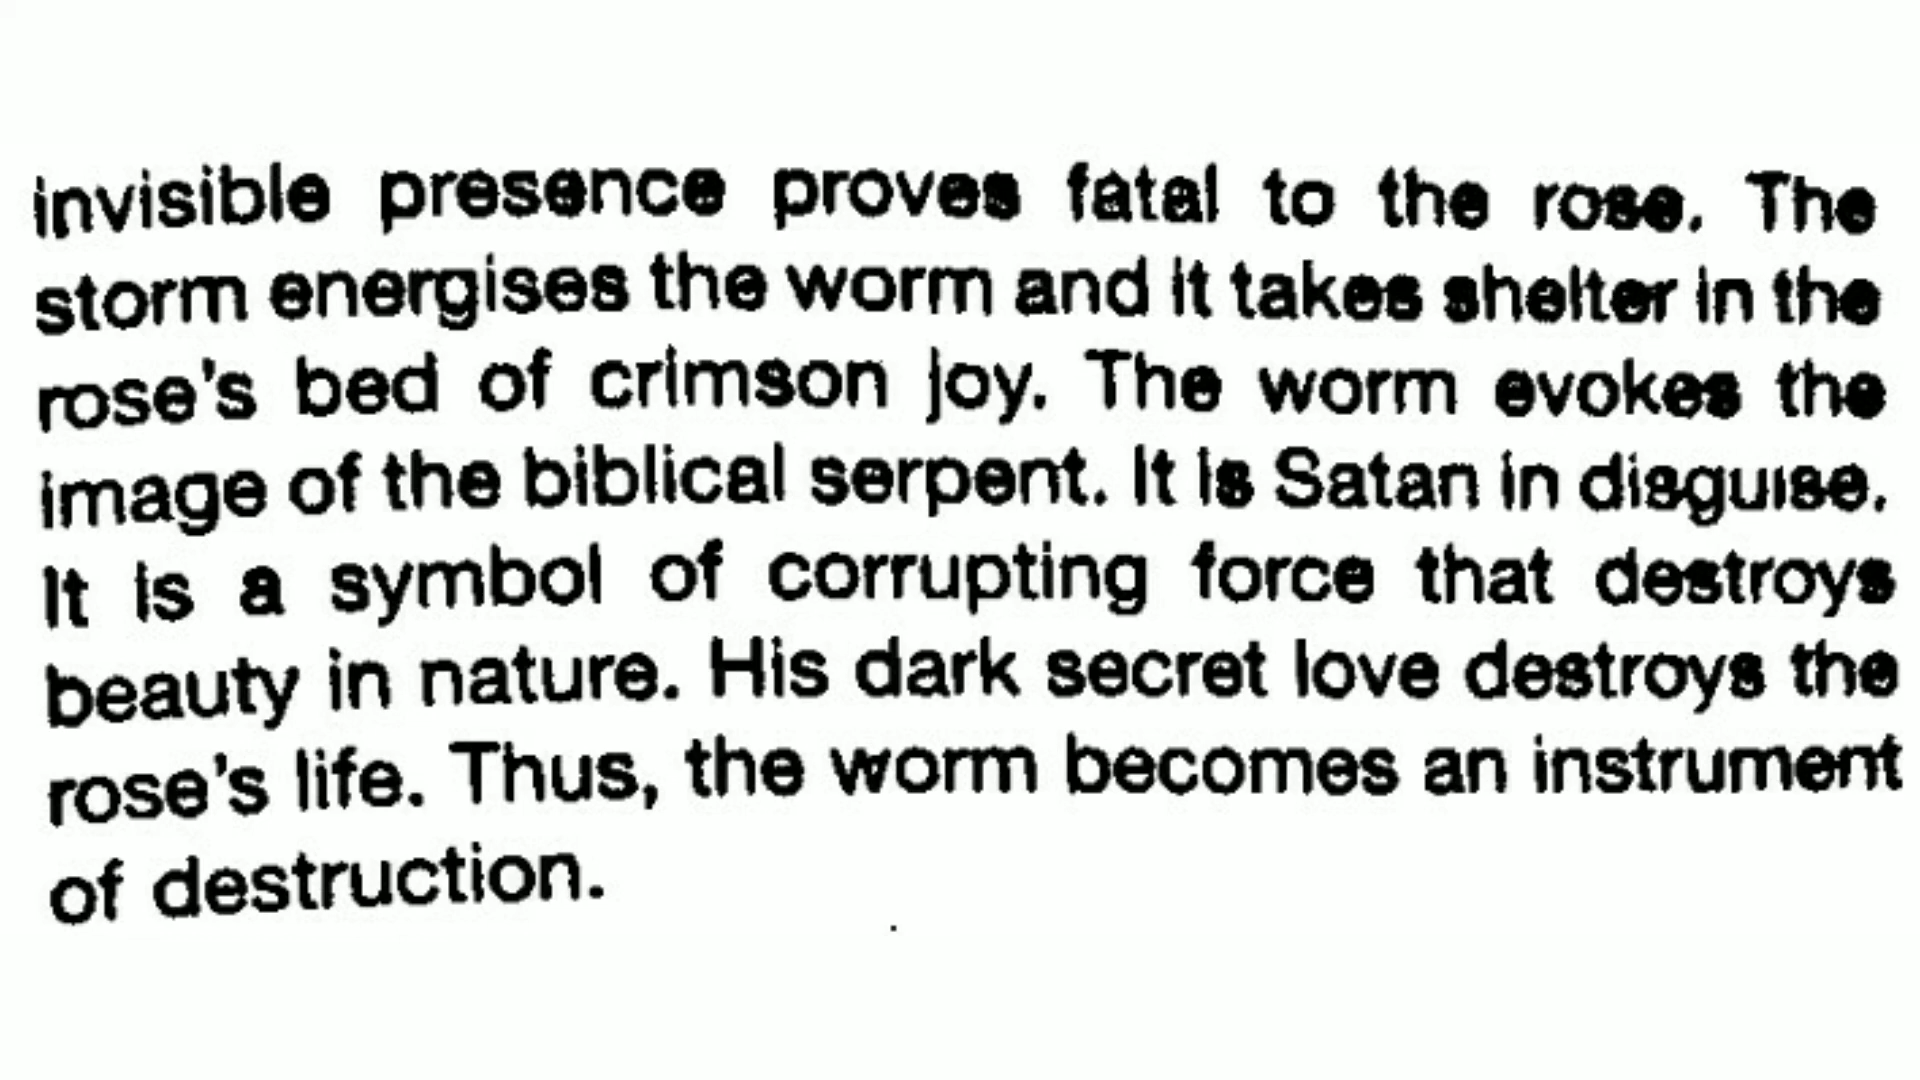 invisible presence proves fatal to the rose. The
storm energises the worm and it takes shelter in the
rose's bed of crimson joy. The worm evokes the
image of the biblical serpent. It is Satan in disguise.
It is a symbol of corrupting force that destroys
beauty in nature. His dark secret love destroys the
rose's life. Thus, the worm becomes an instrument
of destruction.